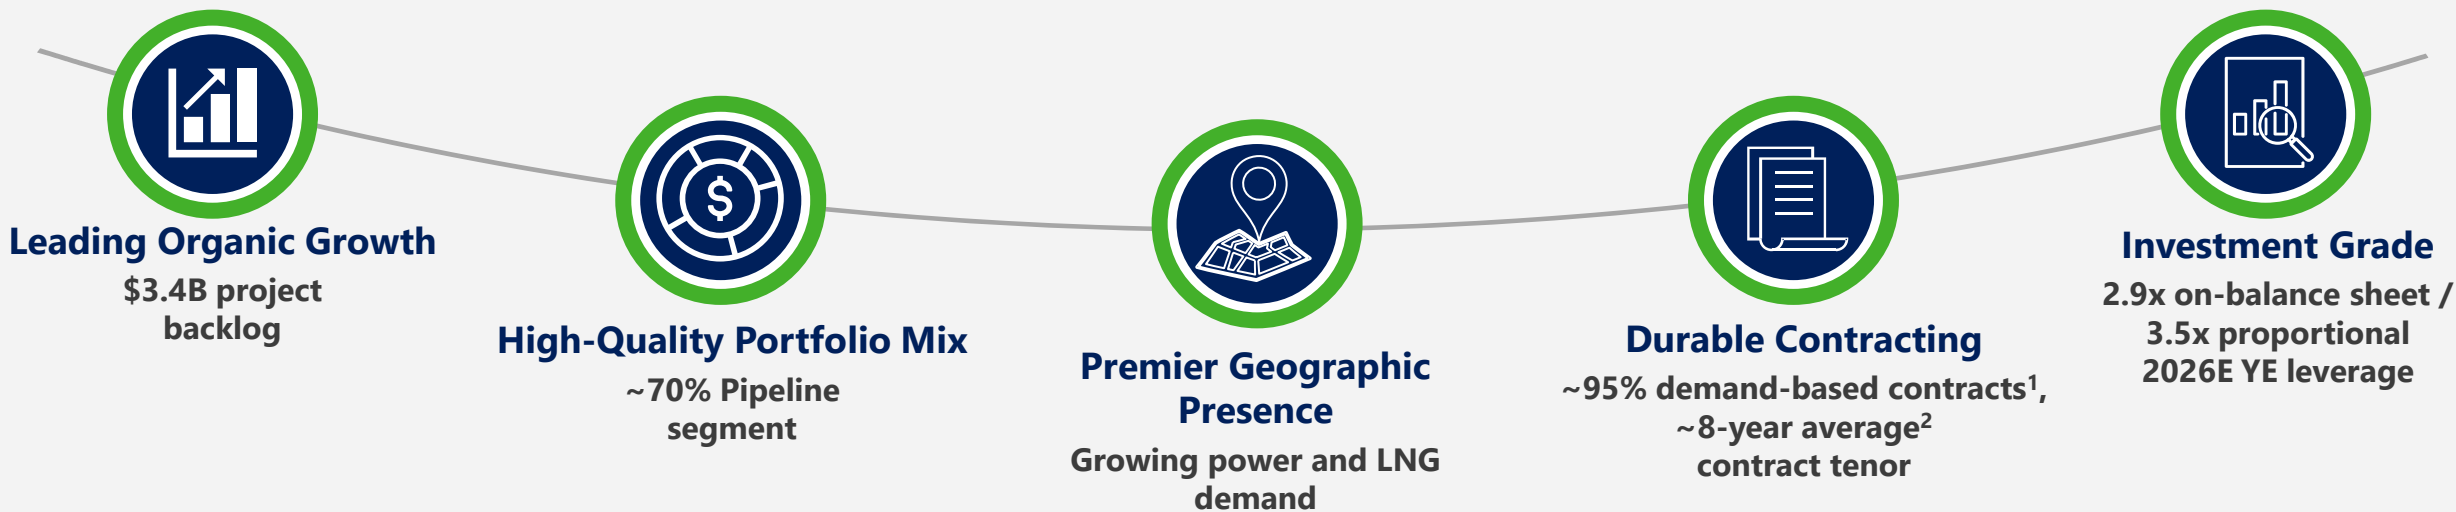 Leading Organic Growth
$3.4B project
backlog
High-Quality Portfolio Mix
~70% Pipeline
segment
Premier Geographic
Presence
Growing power and LNG
demand
Durable Contracting
~95% demand-based contracts¹,
~8-year average²
contract tenor
Investment Grade
2.9x on-balance sheet /
3.5x proportional
2026E YE leverage